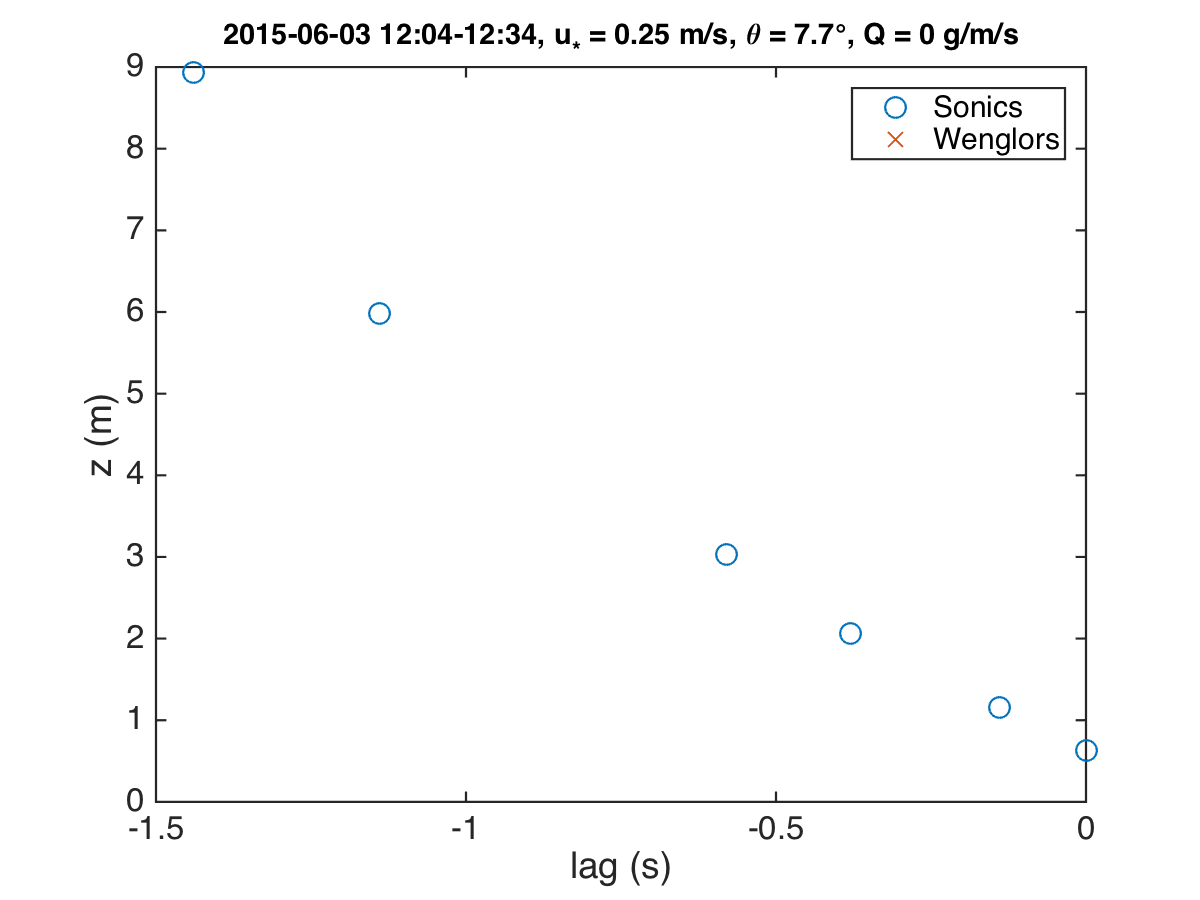 2015-06-03 12:04-12:34, u* = 0.25 m/s, θ = 7.7°, Q = 0 g/m/s
Sonics
Wenglors
9
8
7
6
5
4
3
2
1
0
z (m)
-1.5
-1
-0.5
0
lag (s)